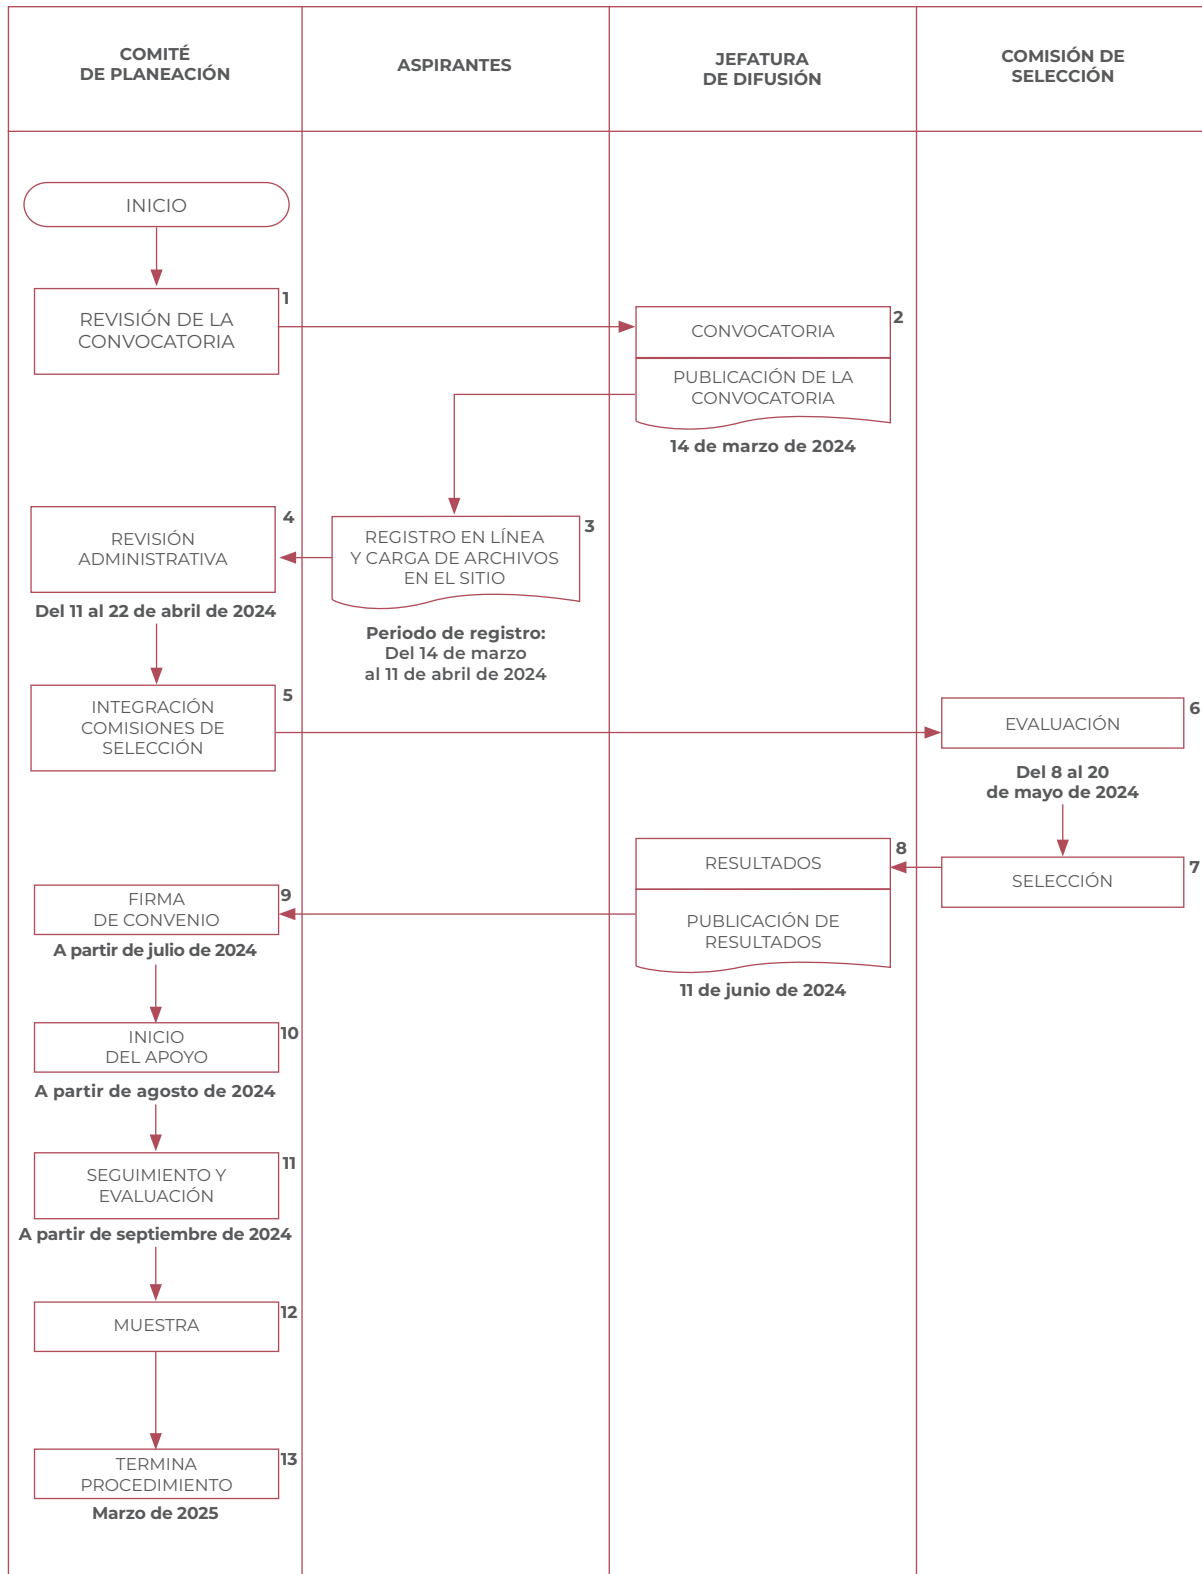 COMITÉ
DE PLANEACIÓN
ASPIRANTES
JEFATURA
DE DIFUSIÓN
COMISIÓN DE
SELECCIÓN
INICIO
1
REVISIÓN DE LA
CONVOCATORIA
2
CONVOCATORIA
PUBLICACIÓN DE LA
CONVOCATORIA
14 de marzo de 2024
3
REGISTRO EN LÍNEA
Y CARGA DE ARCHIVOS
EN EL SITIO
Periodo de registro:
Del 14 de marzo
al 11 de abril de 2024
4
REVISIÓN
ADMINISTRATIVA
Del 11 al 22 de abril de 2024
5
INTEGRACIÓN
COMISIONES DE
SELECCIÓN
6
EVALUACIÓN
Del 8 al 20
de mayo de 2024
7
SELECCIÓN
8
RESULTADOS
PUBLICACIÓN DE
RESULTADOS
11 de junio de 2024
9
FIRMA
DE CONVENIO
A partir de julio de 2024
10
INICIO
DEL APOYO
A partir de agosto de 2024
11
SEGUIMIENTO Y
EVALUACIÓN
A partir de septiembre de 2024
12
MUESTRA
13
TERMINA
PROCEDIMIENTO
Marzo de 2025